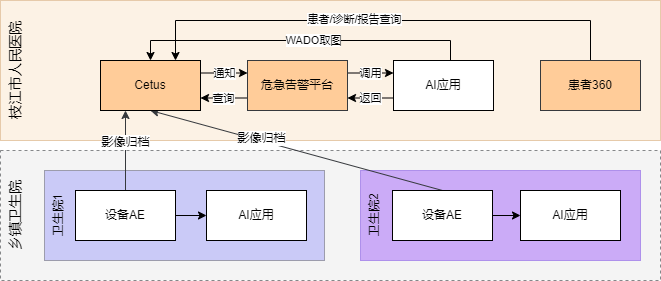 枝江市人民医院
患者/诊断/报告查询
WADO取图
Cetus
通知
查询
危急告警平台
调用
返回
AI应用
患者360
影像归档
影像归档
乡镇卫生院
卫生院1
设备AE
AI应用
卫生院2
设备AE
AI应用